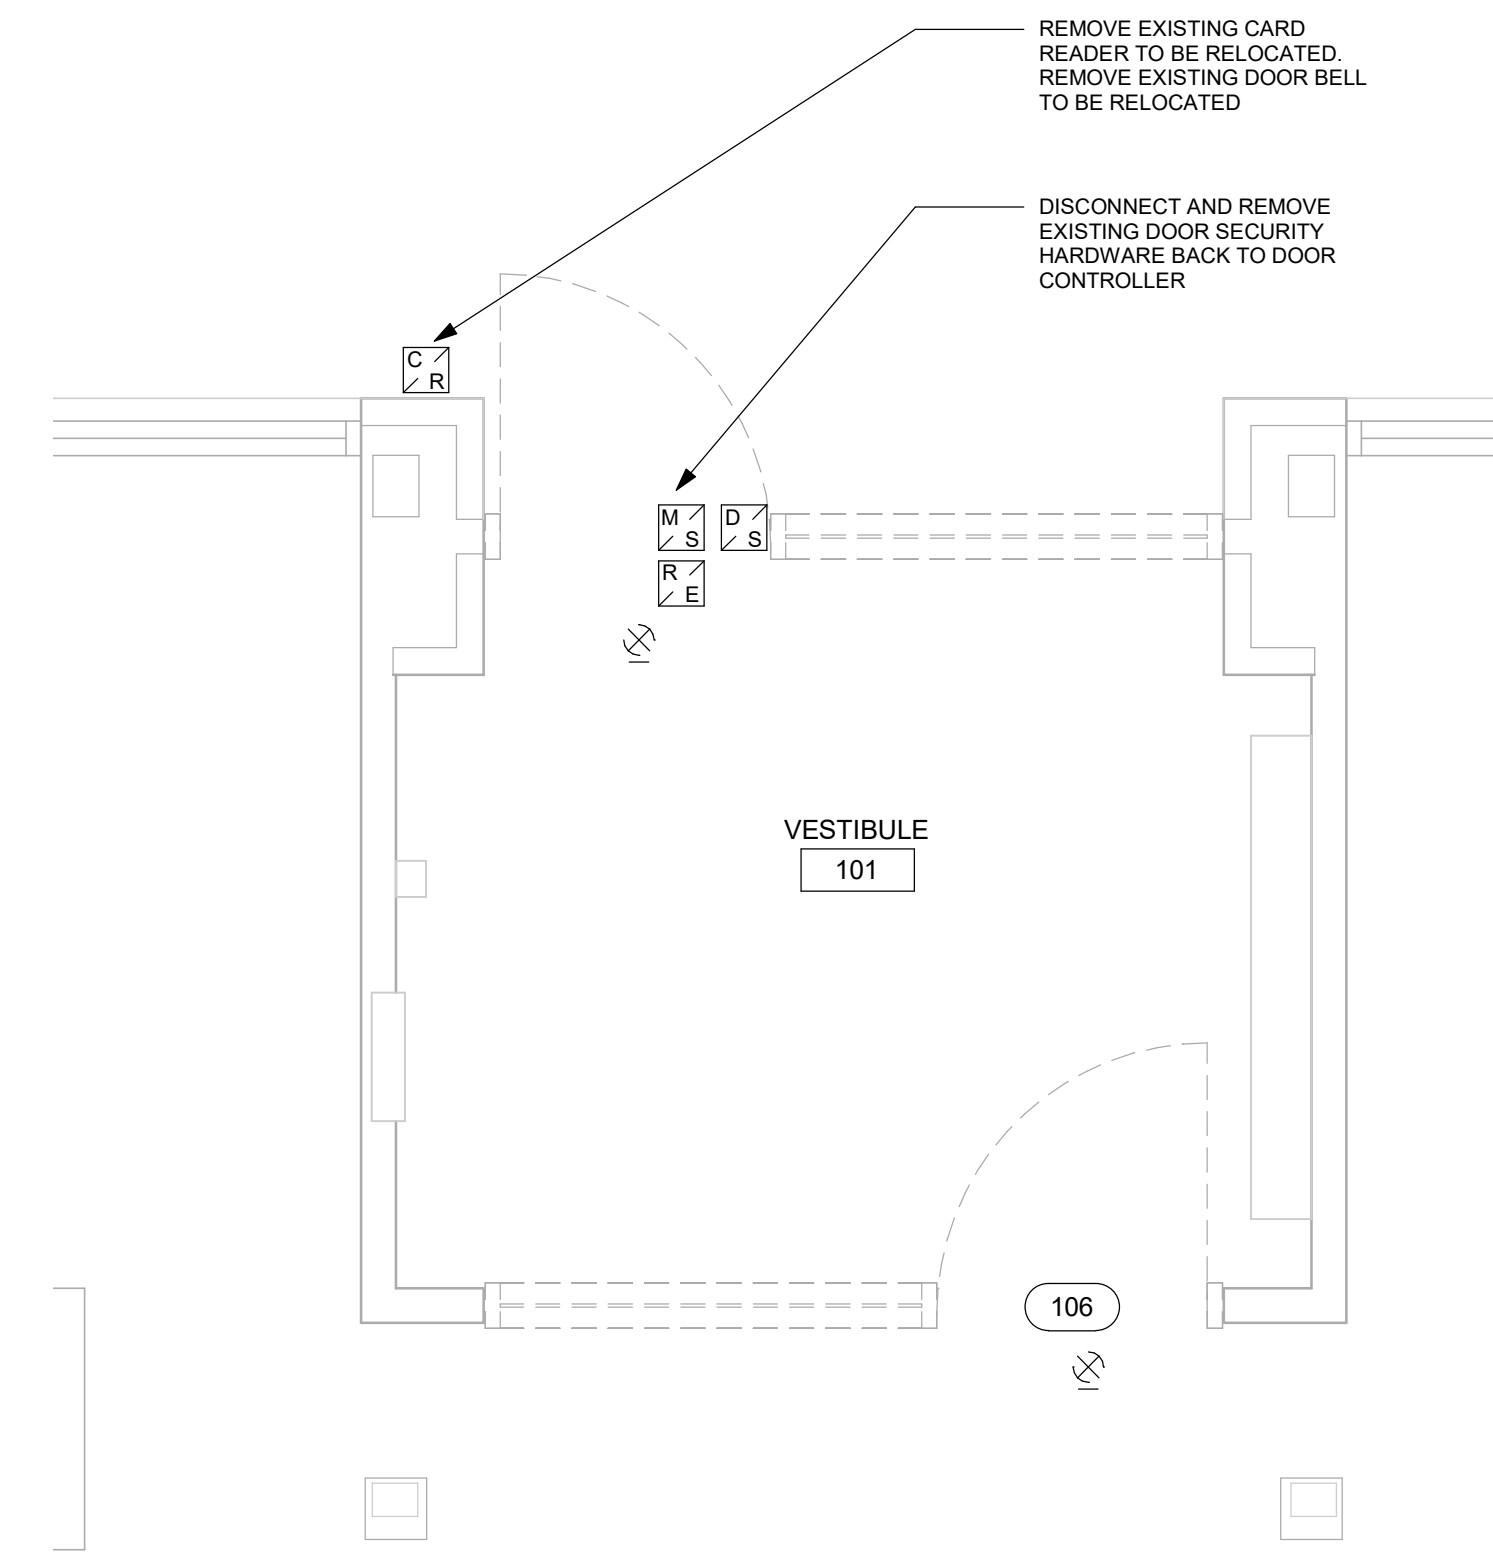 REMOVE EXISTING CARD
READER TO BE RELOCATED.
REMOVE EXISTING DOOR BELL
TO BE RELOCATED
DISCONNECT AND REMOVE
EXISTING DOOR SECURITY
HARDWARE BACK TO DOOR
CONTROLLER
C
R
M
S
D
S
R
E
VESTIBULE
101
106